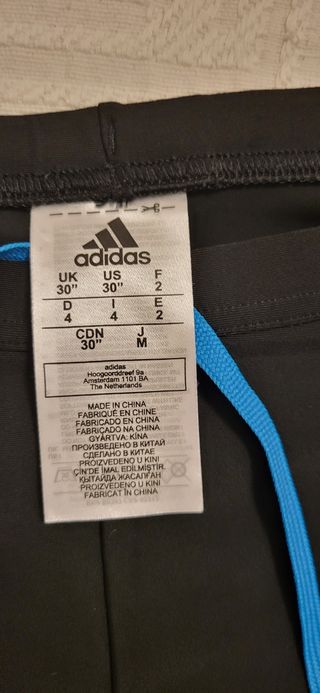 adidas
UK US F
30" 30" 2
D I E
4 4 2
CDN J
30" M
adidas
Hoogoorddreef 9a
Amsterdam 1101 BA
The Netherlands
MADE IN CHINA
FABRIQUÉ EN CHINE
FABRICADO EN CHINA
FABRICADO NA CHINA
GYÁRTVA: KÍNA
ПРОИЗВЕДЕНО В КИТАЙ
СДЕЛАНО В КИТАЕ
PROIZVEDENO U KINI
ÇİN'DE İMAL EDİLMİŞTİR.
ҚЫТАЙДА ЖАСАЛҒАН
PROIZVEDENO U KINI
FABRICAT ÎN CHINA